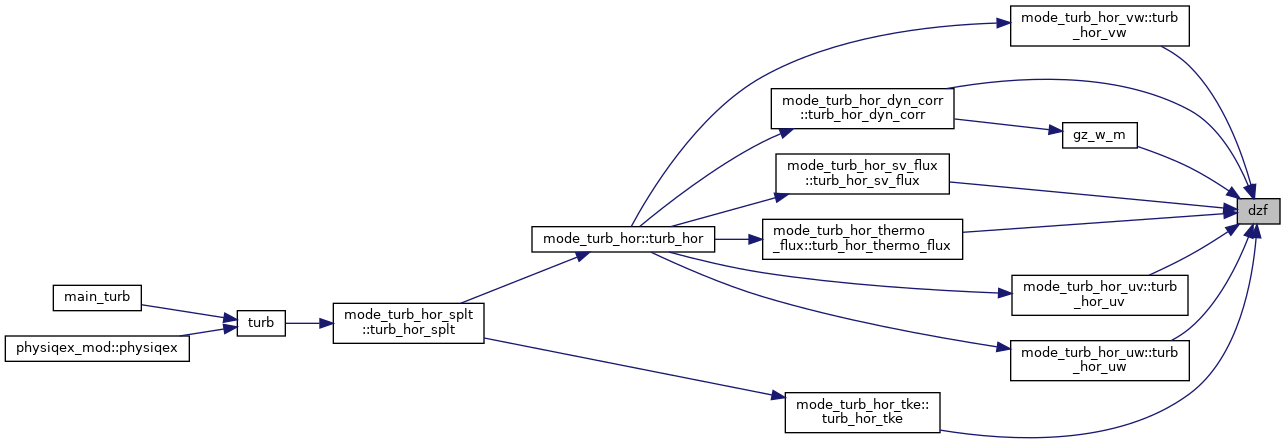 main_turb
physiqex_mod::physiqex
turb
mode_turb_hor_splt
::turb_hor_splt
mode_turb_hor::turb_hor
mode_turb_hor_vw::turb
_hor_vw
mode_turb_hor_dyn_corr
::turb_hor_dyn_corr
gz_w_m
mode_turb_hor_sv_flux
::turb_hor_sv_flux
mode_turb_hor_thermo
_flux::turb_hor_thermo_flux
mode_turb_hor_uv::turb
_hor_uv
mode_turb_hor_uw::turb
_hor_uw
mode_turb_hor_tke::
turb_hor_tke
dzf